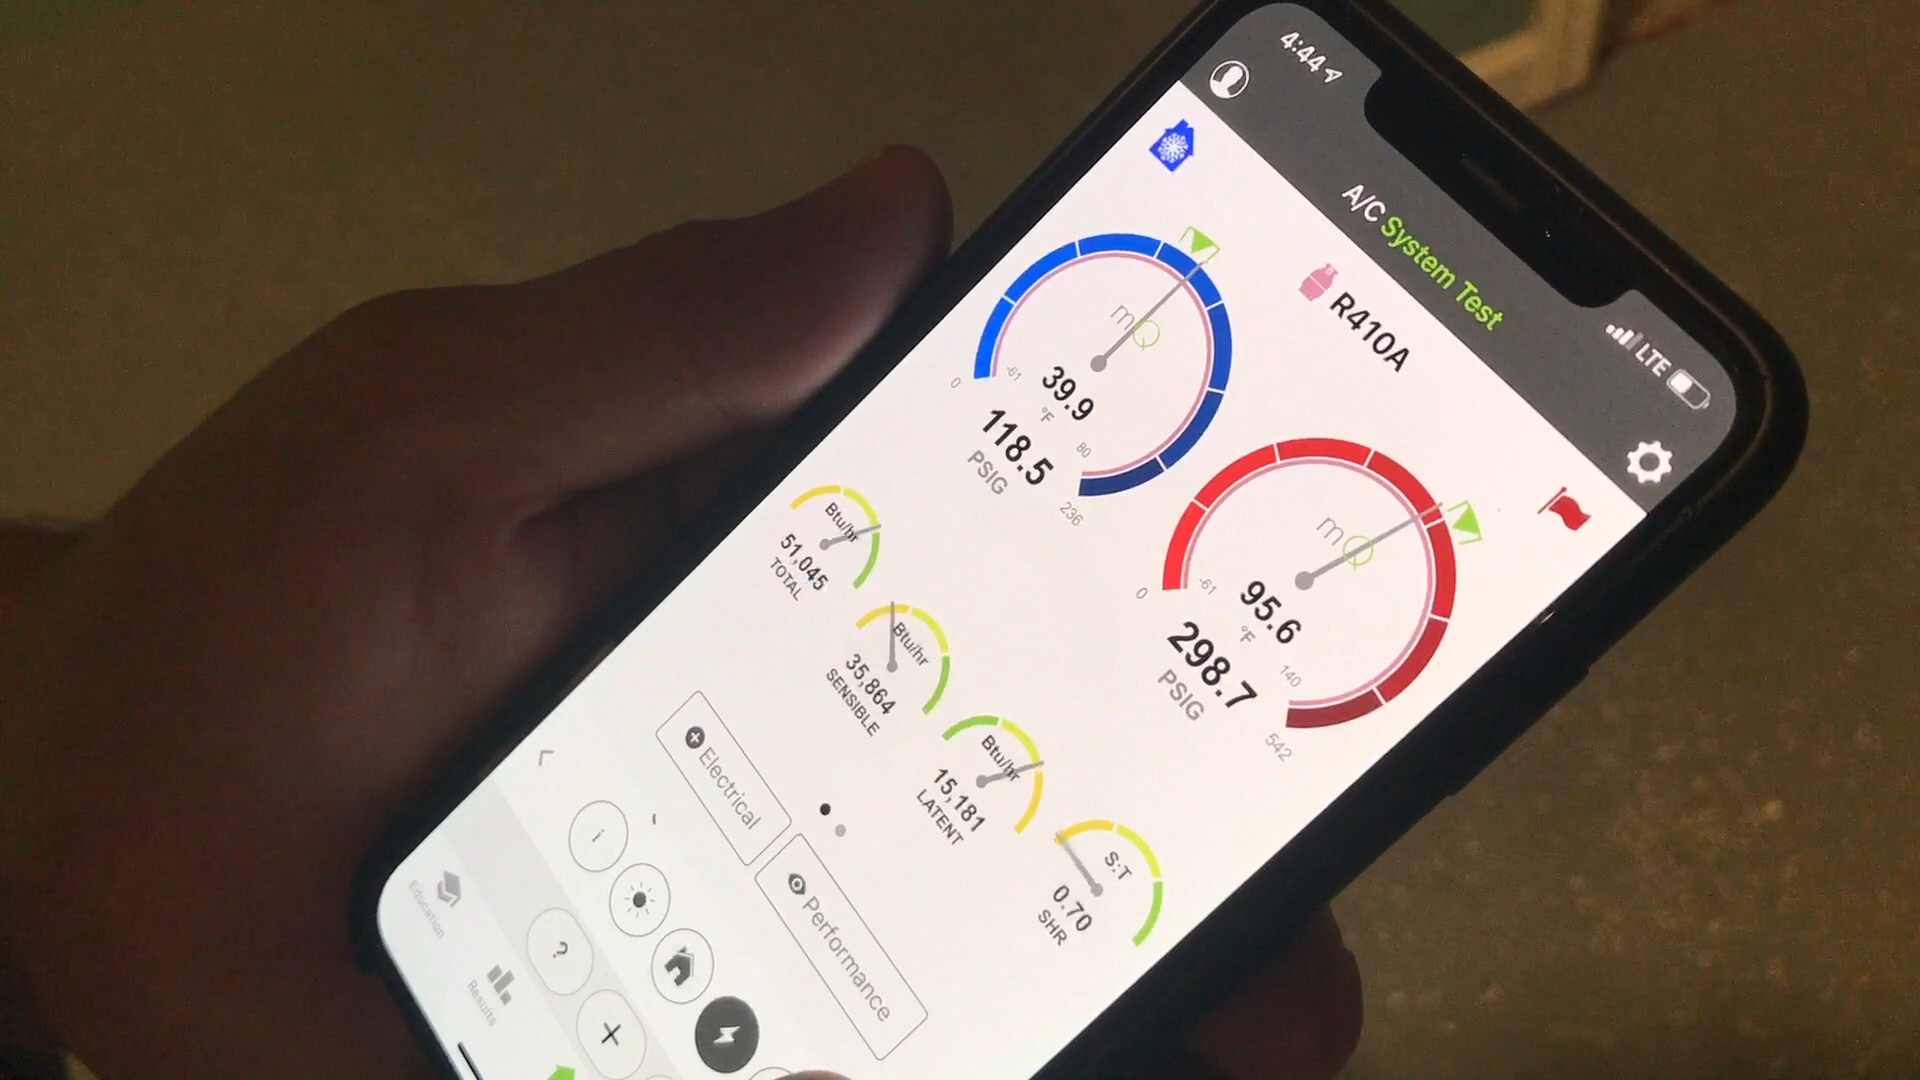 4:44
A/C System Test
LTE
R410A
mQ
39.9
°F
118.5
PSIG
0
-61
80
236
mQ
95.6
°F
298.7
PSIG
0
-61
140
542
Btu/hr
51,045
TOTAL
Btu/hr
35,864
SENSIBLE
Btu/hr
15,181
LATENT
S:T
0.70
SHR
+ Electrical
Performance
i
?
+
Education
Results